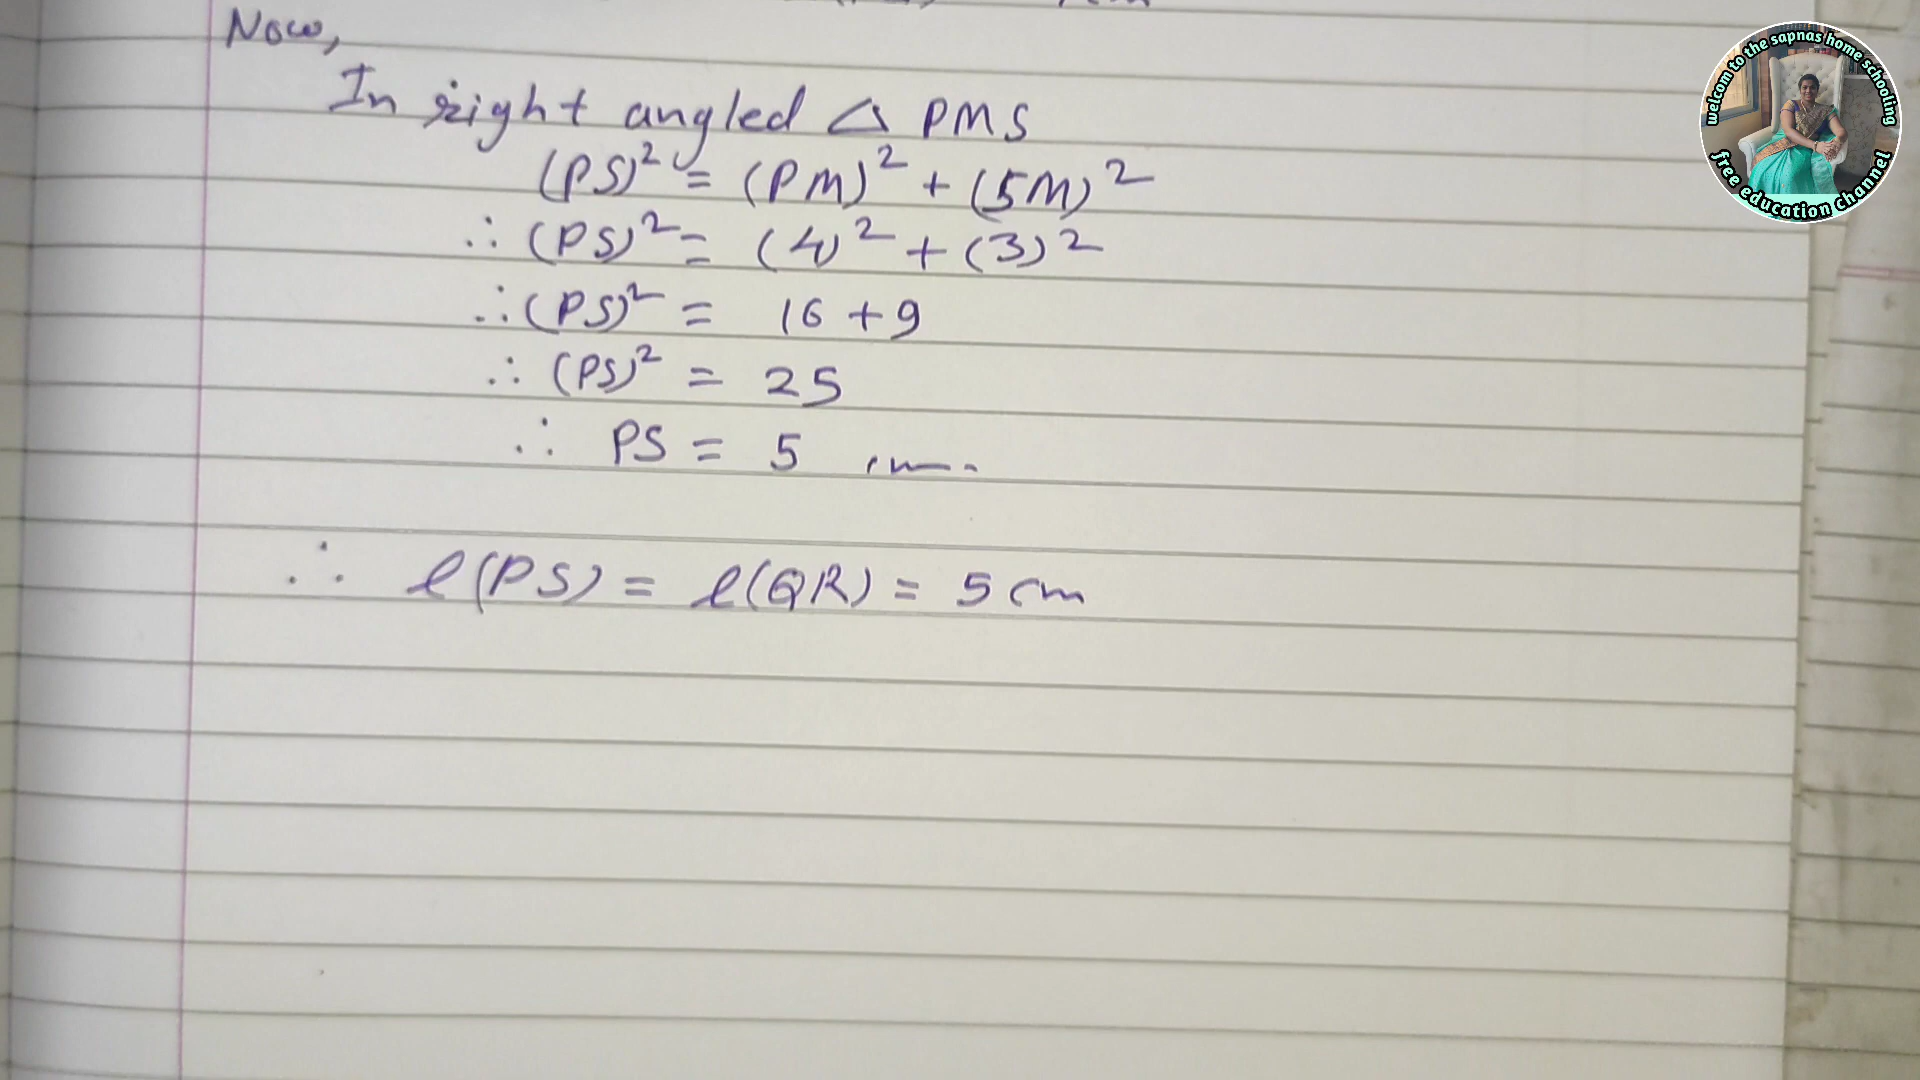 Now,
In right angled △ PMS
(PS)² = (PM)² + (SM)²
∴ (PS)² = (4)² + (3)²
∴ (PS)² = 16 + 9
∴ (PS)² = 25
∴ PS = 5 cm.
∴ l(PS) = l(QR) = 5 cm
welcom to the sapnas home schooling
free education channel